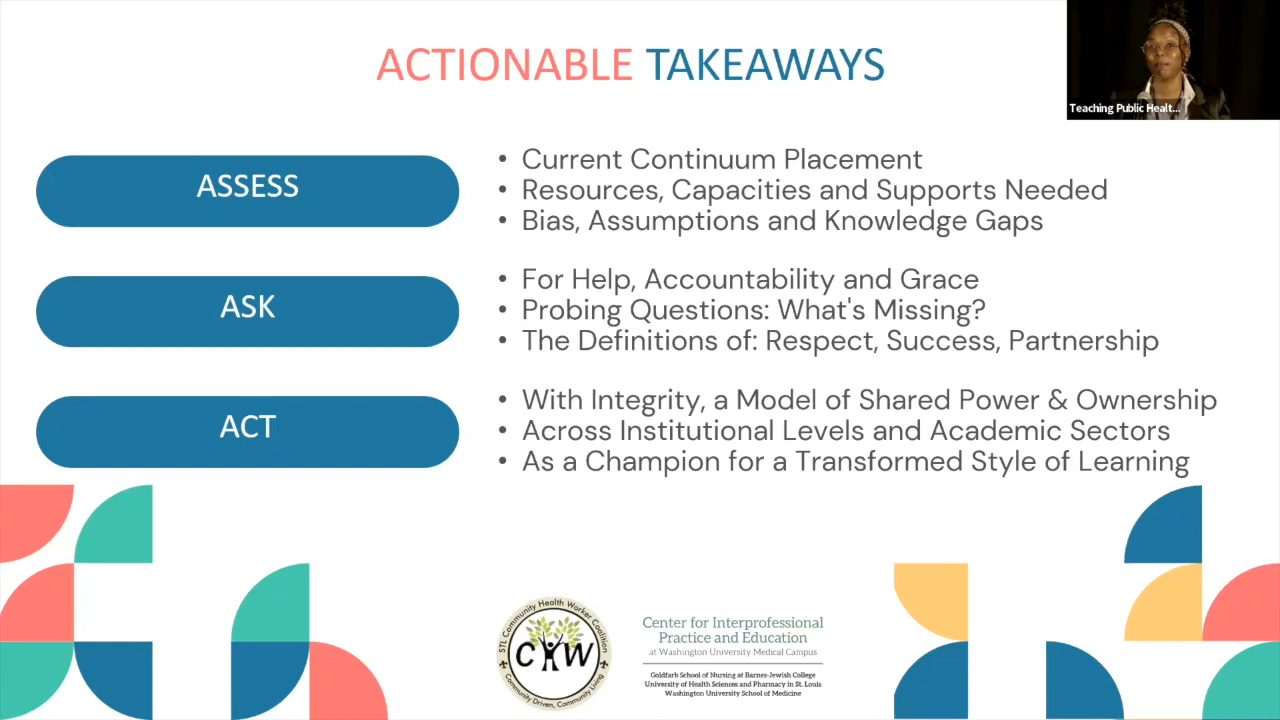 ACTIONABLE TAKEAWAYS
Teaching Public Healt...
ASSESS
• Current Continuum Placement
• Resources, Capacities and Supports Needed
• Bias, Assumptions and Knowledge Gaps
ASK
• For Help, Accountability and Grace
• Probing Questions: What's Missing?
• The Definitions of: Respect, Success, Partnership
ACT
• With Integrity, a Model of Shared Power & Ownership
• Across Institutional Levels and Academic Sectors
• As a Champion for a Transformed Style of Learning
STL Community Health Worker Coalition
CHW
Community Driven, Community Living
Center for Interprofessional
Practice and Education
at Washington University Medical Campus
Goldfarb School of Nursing at Barnes-Jewish College
University of Health Sciences and Pharmacy in St. Louis
Washington University School of Medicine